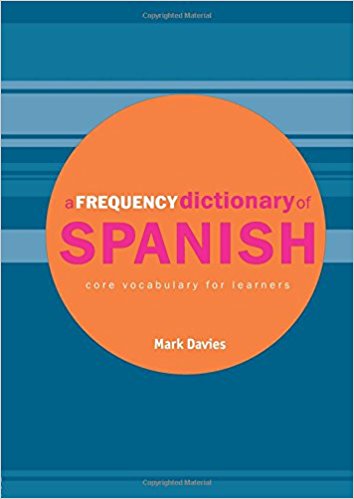 Copyrighted Material
a FREQUENCY dictionary of
SPANISH
core vocabulary for learners
Mark Davies
Copyrighted Material